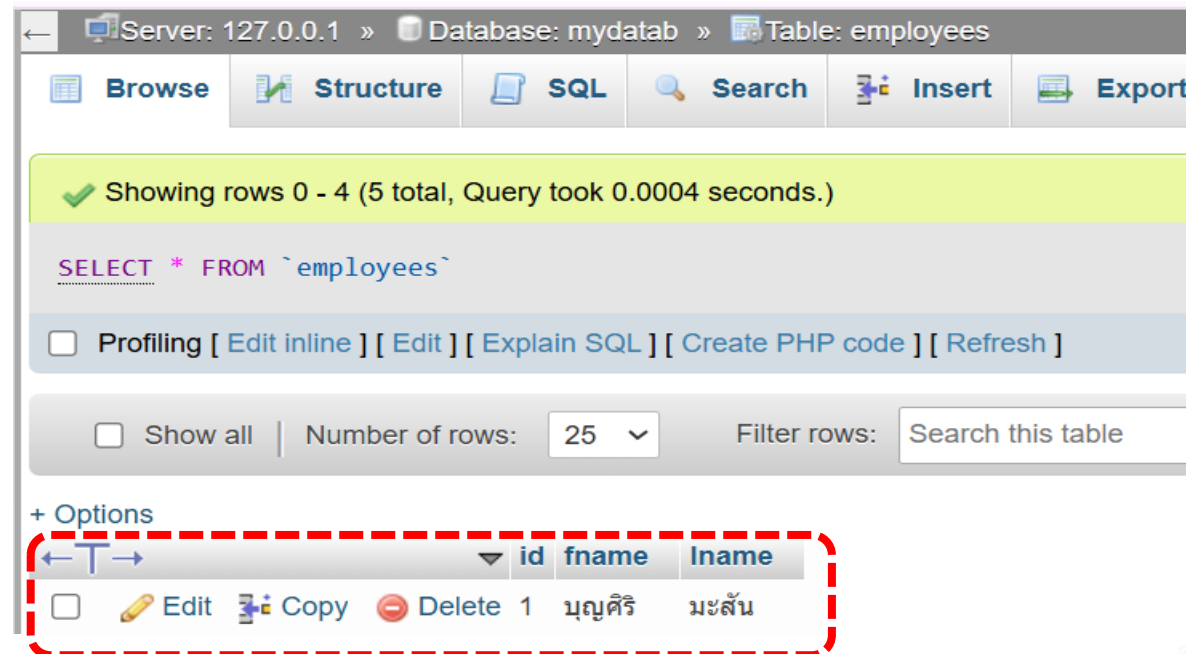 Server: 127.0.0.1 » Database: mydatab » Table: employees
Browse Structure SQL Search Insert Export
Showing rows 0 - 4 (5 total, Query took 0.0004 seconds.)
SELECT * FROM `employees`
Profiling [ Edit inline ] [ Edit ] [ Explain SQL ] [ Create PHP code ] [ Refresh ]
Show all | Number of rows: 25 Filter rows: Search this table
+ Options
←T→ id fname lname
Edit Copy Delete 1 บุญศิริ มะสัน